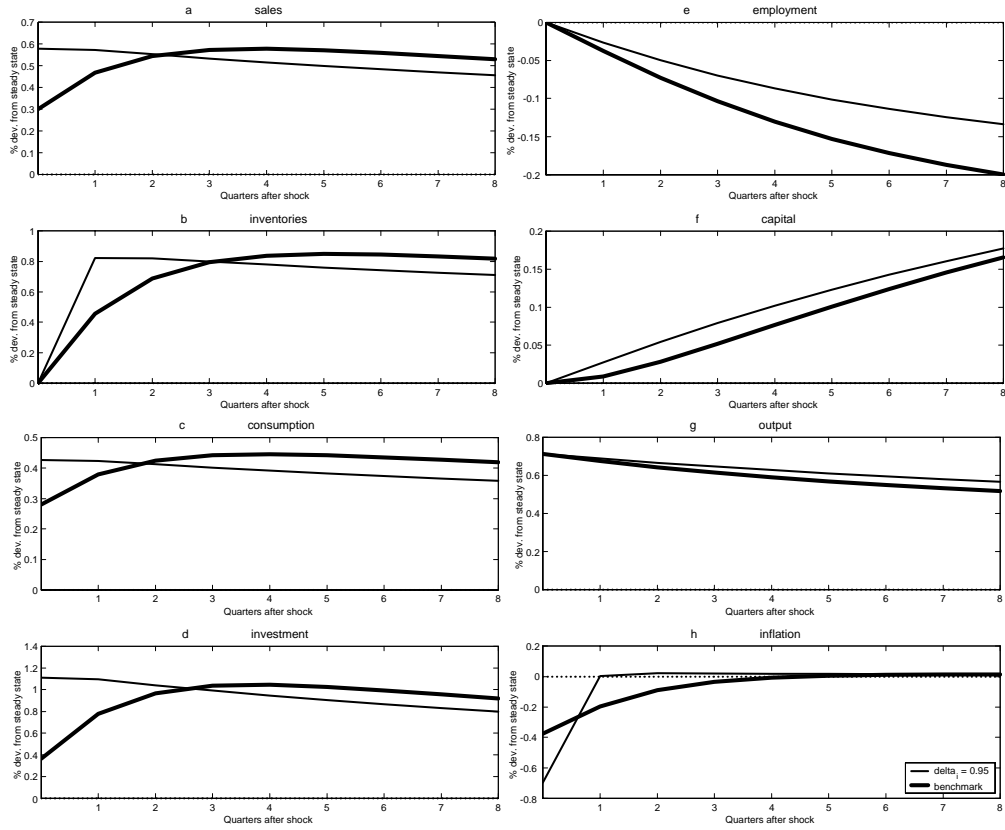 a sales
% dev. from steady state
0.7
0.6
0.5
0.4
0.3
0.2
0.1
0
1 2 3 4 5 6 7 8
Quarters after shock
b inventories
% dev. from steady state
1
0.8
0.6
0.4
0.2
0
1 2 3 4 5 6 7 8
Quarters after shock
c consumption
% dev. from steady state
0.5
0.4
0.3
0.2
0.1
0
1 2 3 4 5 6 7 8
Quarters after shock
d investment
% dev. from steady state
1.4
1.2
1
0.8
0.6
0.4
0.2
0
1 2 3 4 5 6 7 8
Quarters after shock
e employment
% dev. from steady state
0
-0.05
-0.1
-0.15
-0.2
1 2 3 4 5 6 7 8
Quarters after shock
f capital
% dev. from steady state
0.2
0.15
0.1
0.05
0
1 2 3 4 5 6 7 8
Quarters after shock
g output
% dev. from steady state
0.8
0.6
0.4
0.2
0
1 2 3 4 5 6 7 8
Quarters after shock
h inflation
% dev. from steady state
0.2
0
-0.2
-0.4
-0.6
-0.8
1 2 3 4 5 6 7 8
Quarters after shock
delta_i = 0.95
benchmark